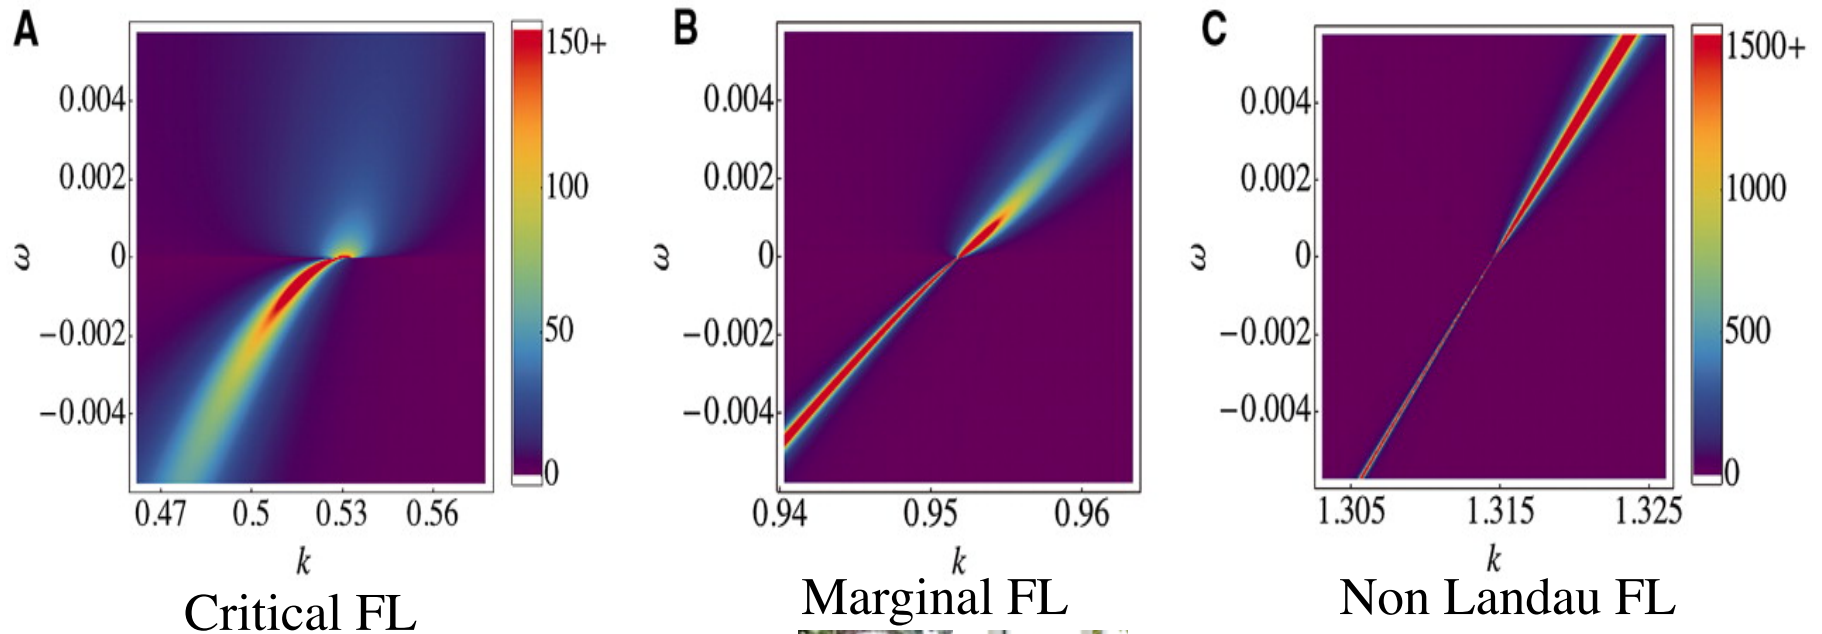 A
150+
100
50
0
0.004
0.002
0
−0.002
−0.004
ω
0.47 0.5 0.53 0.56
k
Critical FL
B
0.004
0.002
0
−0.002
−0.004
ω
0.94 0.95 0.96
k
Marginal FL
C
1500+
1000
500
0
0.004
0.002
0
−0.002
−0.004
ω
1.305 1.315 1.325
k
Non Landau FL